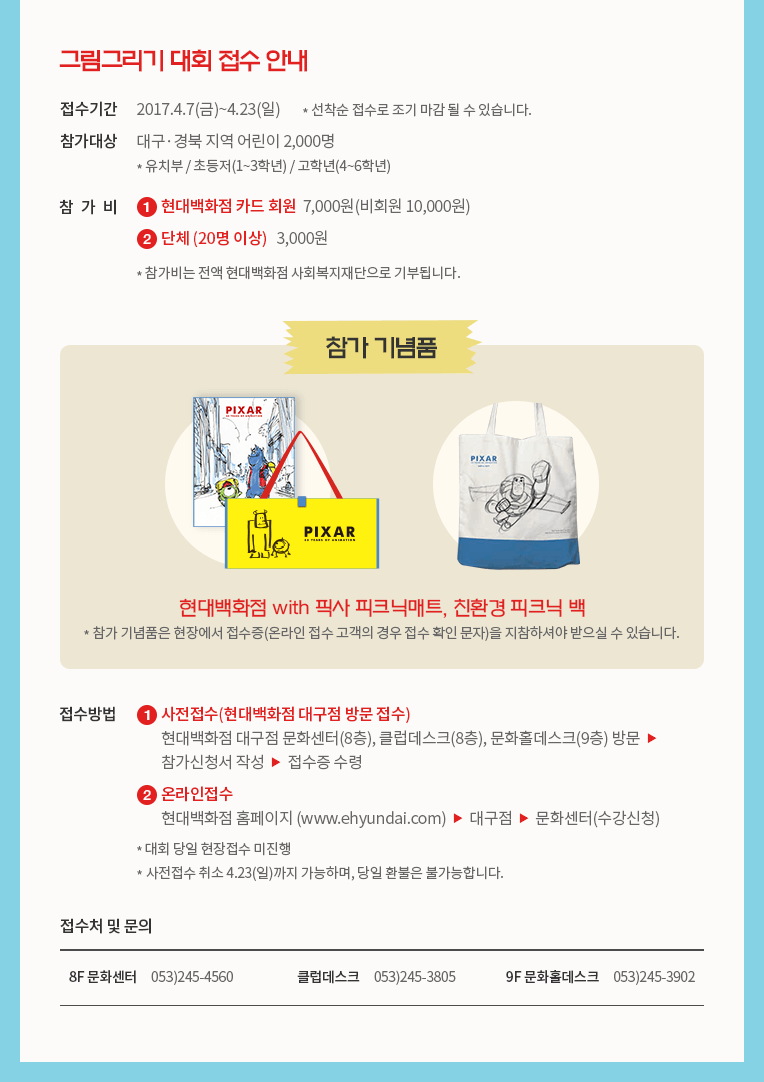 그림그리기 대회 접수 안내
접수기간 2017.4.7(금)~4.23(일) * 선착순 접수로 조기 마감 될 수 있습니다.
참가대상 대구·경북 지역 어린이 2,000명
* 유치부 / 초등저(1~3학년) / 고학년(4~6학년)
참 가 비 1 현대백화점 카드 회원 7,000원(비회원 10,000원)
2 단체 (20명 이상) 3,000원
* 참가비는 전액 현대백화점 사회복지재단으로 기부됩니다.
참가 기념품
PIXAR
PIXAR
30 YEARS OF ANIMATION
PIXAR
현대백화점 with 픽사 피크닉매트, 친환경 피크닉 백
* 참가 기념품은 현장에서 접수증(온라인 접수 고객의 경우 접수 확인 문자)을 지참하셔야 받으실 수 있습니다.
접수방법 1 사전접수(현대백화점 대구점 방문 접수)
현대백화점 대구점 문화센터(8층), 클럽데스크(8층), 문화홀데스크(9층) 방문 ▶
참가신청서 작성 ▶ 접수증 수령
2 온라인접수
현대백화점 홈페이지 (www.ehyundai.com) ▶ 대구점 ▶ 문화센터(수강신청)
* 대회 당일 현장접수 미진행
* 사전접수 취소 4.23(일)까지 가능하며, 당일 환불은 불가능합니다.
접수처 및 문의
8F 문화센터 053)245-4560 클럽데스크 053)245-3805 9F 문화홀데스크 053)245-3902